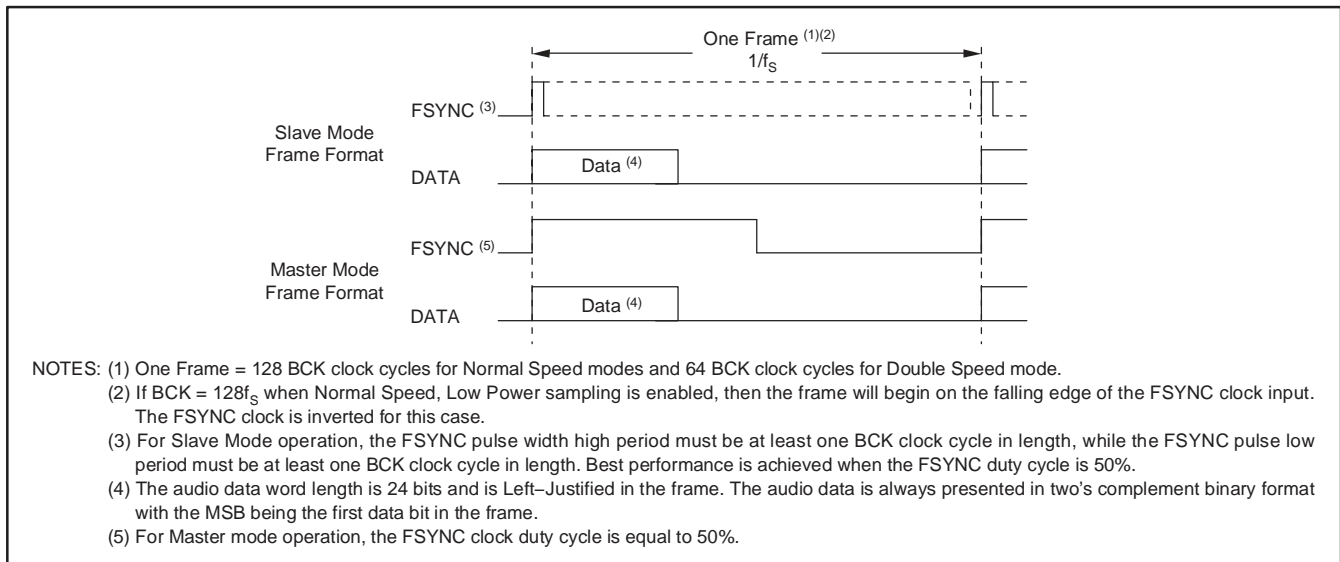 One Frame (1)(2)
1/fS
FSYNC (3)
Slave Mode
Frame Format
Data (4)
DATA
FSYNC (5)
Master Mode
Frame Format
Data (4)
DATA
NOTES: (1) One Frame = 128 BCK clock cycles for Normal Speed modes and 64 BCK clock cycles for Double Speed mode.
(2) If BCK = 128fS when Normal Speed, Low Power sampling is enabled, then the frame will begin on the falling edge of the FSYNC clock input.
The FSYNC clock is inverted for this case.
(3) For Slave Mode operation, the FSYNC pulse width high period must be at least one BCK clock cycle in length, while the FSYNC pulse low
period must be at least one BCK clock cycle in length. Best performance is achieved when the FSYNC duty cycle is 50%.
(4) The audio data word length is 24 bits and is Left–Justified in the frame. The audio data is always presented in two's complement binary format
with the MSB being the first data bit in the frame.
(5) For Master mode operation, the FSYNC clock duty cycle is equal to 50%.